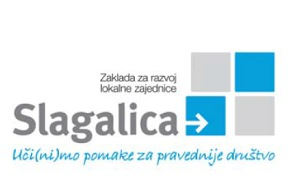 Zaklada za razvoj
lokalne zajednice
Slagalica
Uči(ni)mo pomake za pravednije društvo